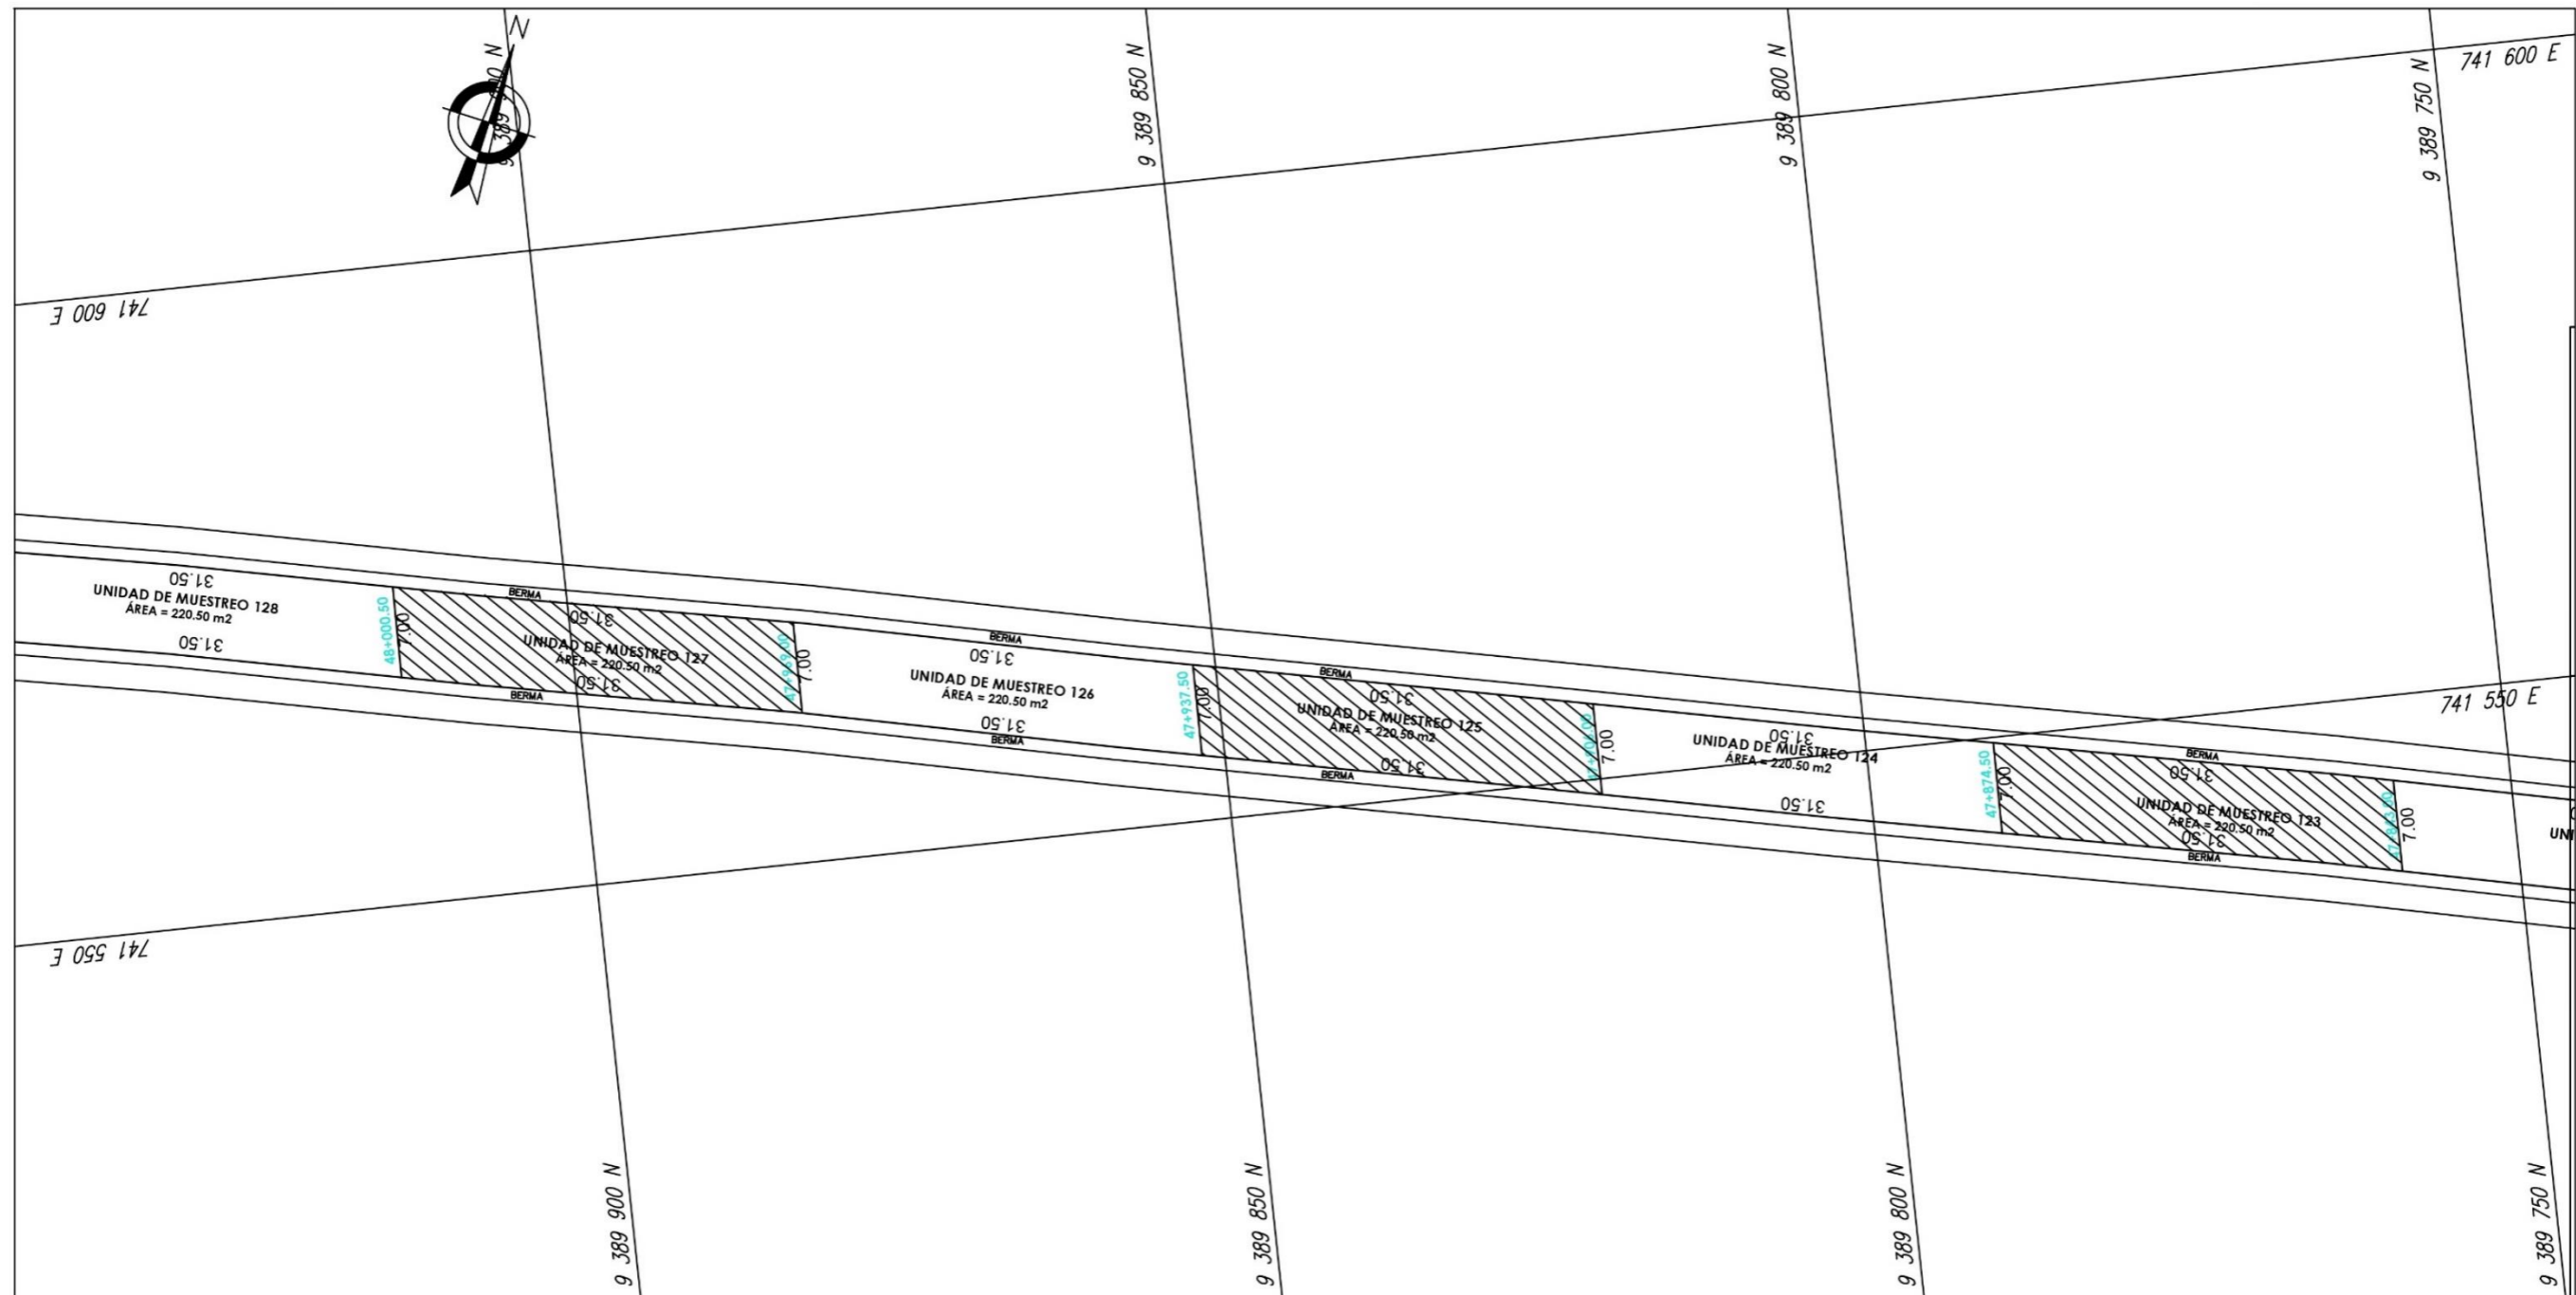 N
9 389 850 N
9 389 800 N
9 389 750 N
741 600 E
741 600 E
31.50
UNIDAD DE MUESTREO 128
ÁREA = 220.50 m2
31.50
48+000.50
7.00
BERMA
31.50
UNIDAD DE MUESTREO 127
ÁREA = 220.50 m2
31.50
BERMA
7.00
BERMA
31.50
UNIDAD DE MUESTREO 126
ÁREA = 220.50 m2
31.50
BERMA
47+937.50
7.00
BERMA
31.50
UNIDAD DE MUESTREO 125
ÁREA = 220.50 m2
31.50
BERMA
7.00
31.50
UNIDAD DE MUESTREO 124
ÁREA = 220.50 m2
31.50
47+874.50
7.00
BERMA
31.50
UNIDAD DE MUESTREO 123
ÁREA = 220.50 m2
31.50
BERMA
7.00
741 550 E
741 550 E
9 389 900 N
9 389 850 N
9 389 800 N
9 389 750 N